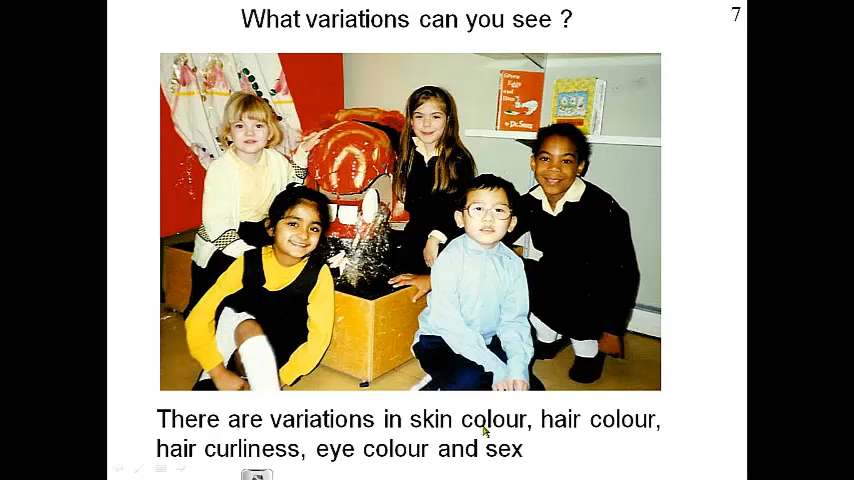 What variations can you see ?
7
Green
Eggs
and
Ham
by Dr. Seuss
There are variations in skin colour, hair colour,
hair curliness, eye colour and sex